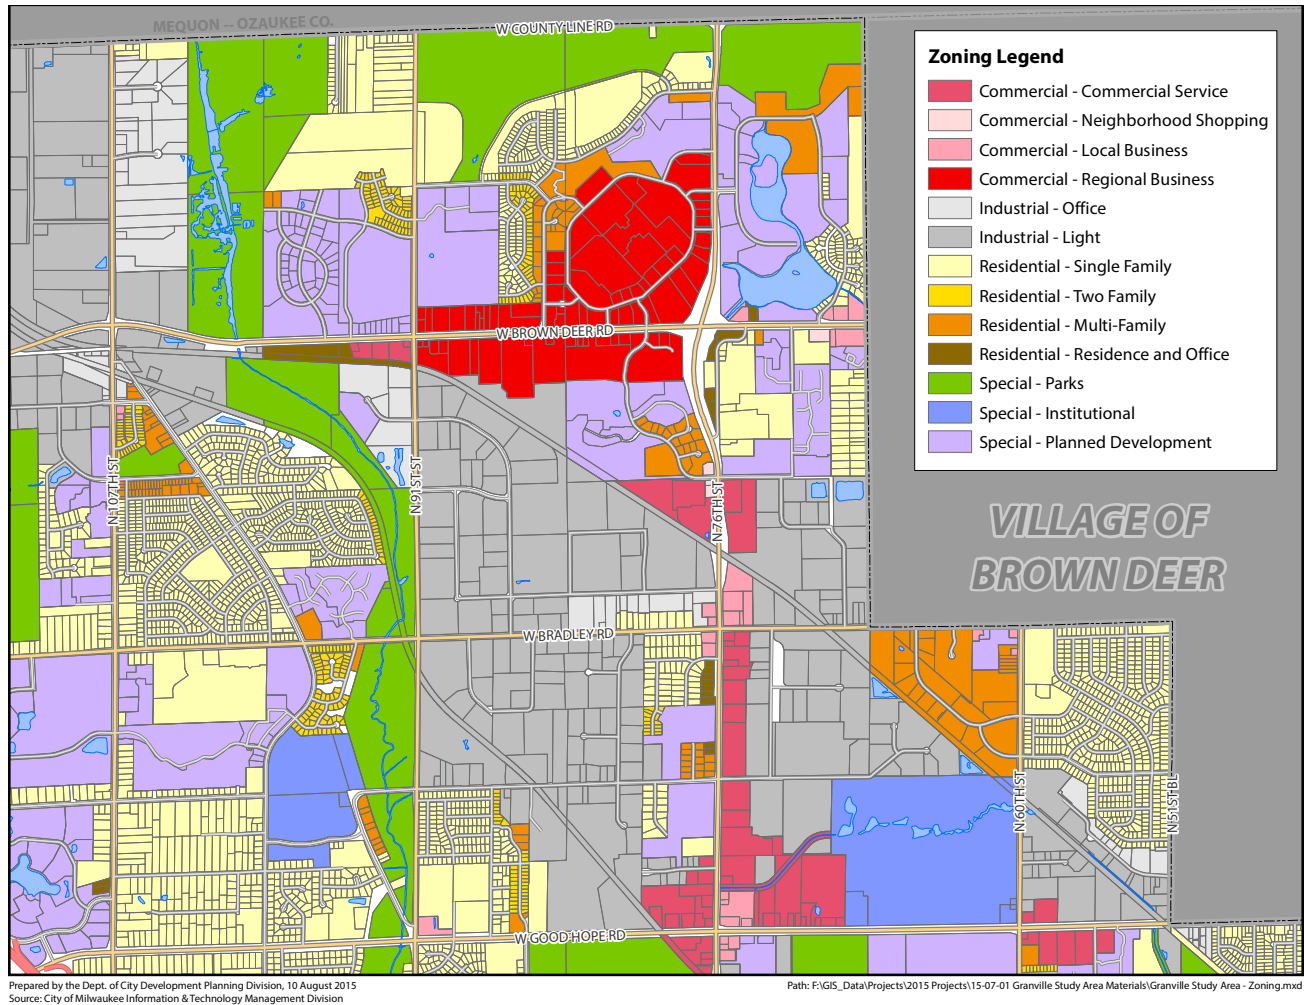 MEQUON -- OZAUKEE CO.
W COUNTY LINE RD
Zoning Legend
Commercial - Commercial Service
Commercial - Neighborhood Shopping
Commercial - Local Business
Commercial - Regional Business
Industrial - Office
Industrial - Light
Residential - Single Family
Residential - Two Family
Residential - Multi-Family
Residential - Residence and Office
Special - Parks
Special - Institutional
Special - Planned Development
W BROWN DEER RD
N 107TH ST
N 91ST ST
N 76TH ST
VILLAGE OF
BROWN DEER
W BRADLEY RD
N 60TH ST
N 51ST BL
W GOOD HOPE RD
Prepared by the Dept. of City Development Planning Division, 10 August 2015
Source: City of Milwaukee Information & Technology Management Division
Path: F:\GIS_Data\Projects\2015 Projects\15-07-01 Granville Study Area Materials\Granville Study Area - Zoning.mxd